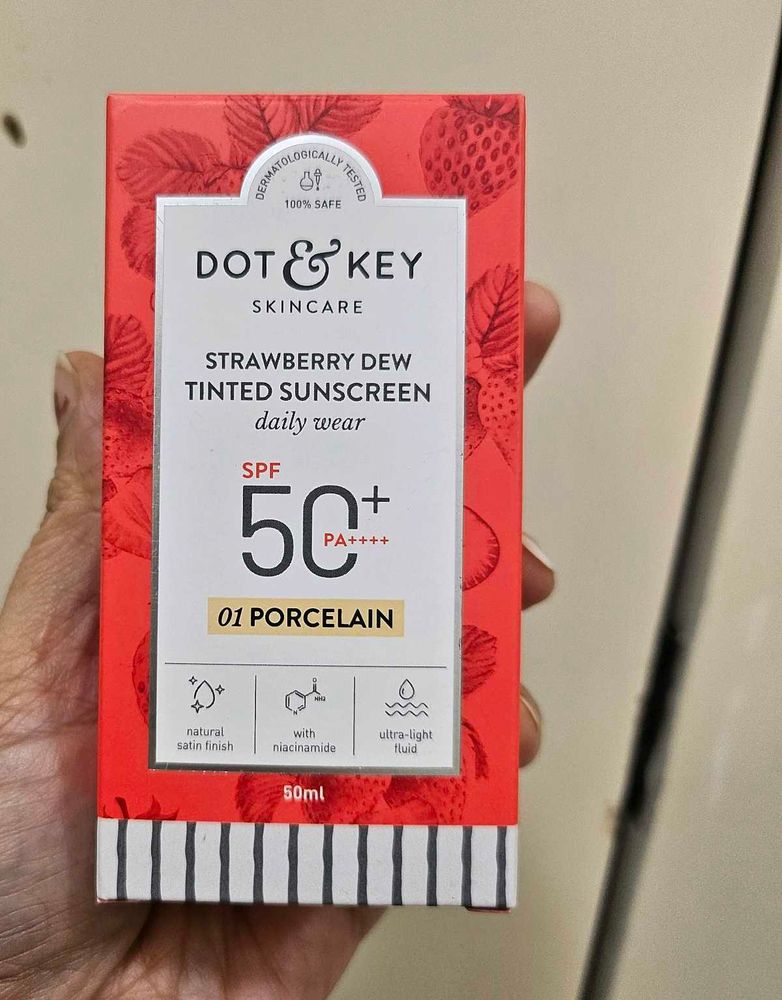 DERMATOLOGICALLY TESTED
100% SAFE
DOT & KEY
SKINCARE
STRAWBERRY DEW
TINTED SUNSCREEN
daily wear
SPF
50+
PA++++
01 PORCELAIN
natural
satin finish
N
O
NH2
with
niacinamide
ultra-light
fluid
50ml